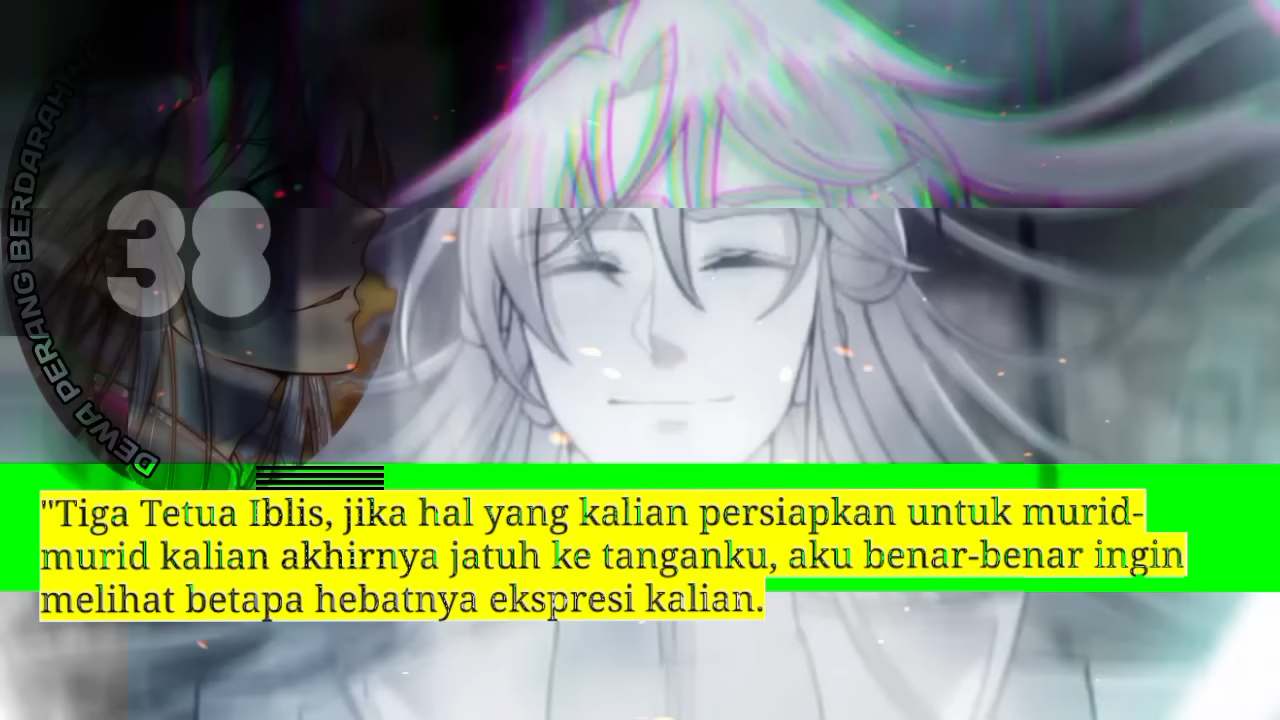 DEWA PERANG BERDARAH
38
"Tiga Tetua Iblis, jika hal yang kalian persiapkan untuk murid-
murid kalian akhirnya jatuh ke tanganku, aku benar-benar ingin
melihat betapa hebatnya ekspresi kalian.